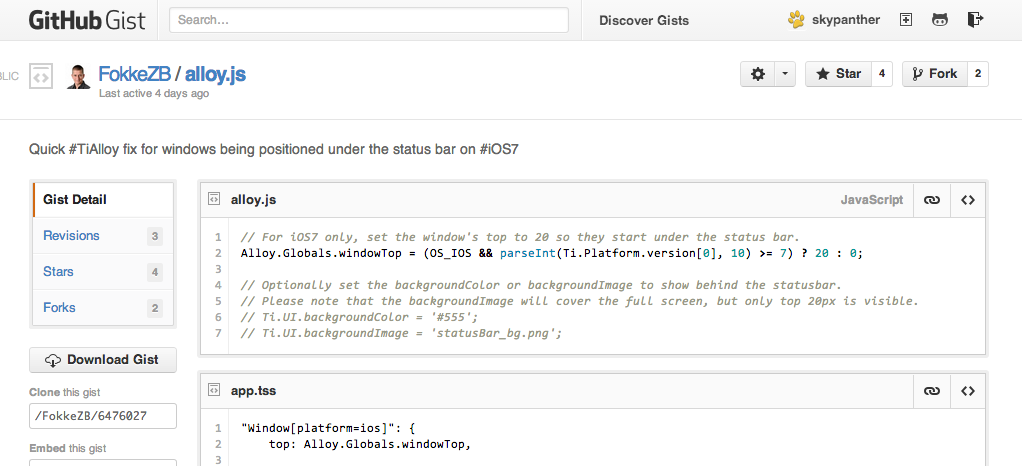 GitHub Gist Search... Discover Gists skypanther
BLIC FokkeZB / alloy.js Star 4 Fork 2
Last active 4 days ago
Quick #TiAlloy fix for windows being positioned under the status bar on #iOS7
Gist Detail
Revisions 3
Stars 4
Forks 2
Download Gist
Clone this gist
/FokkeZB/6476027
Embed this gist
alloy.js JavaScript
1 // For iOS7 only, set the window's top to 20 so they start under the status bar.
2 Alloy.Globals.windowTop = (OS_IOS && parseInt(Ti.Platform.version[0], 10) >= 7) ? 20 : 0;
3
4 // Optionally set the backgroundColor or backgroundImage to show behind the statusbar.
5 // Please note that the backgroundImage will cover the full screen, but only top 20px is visible.
6 // Ti.UI.backgroundColor = '#555';
7 // Ti.UI.backgroundImage = 'statusBar_bg.png';
app.tss
1 "Window[platform=ios]": {
2 top: Alloy.Globals.windowTop,
3